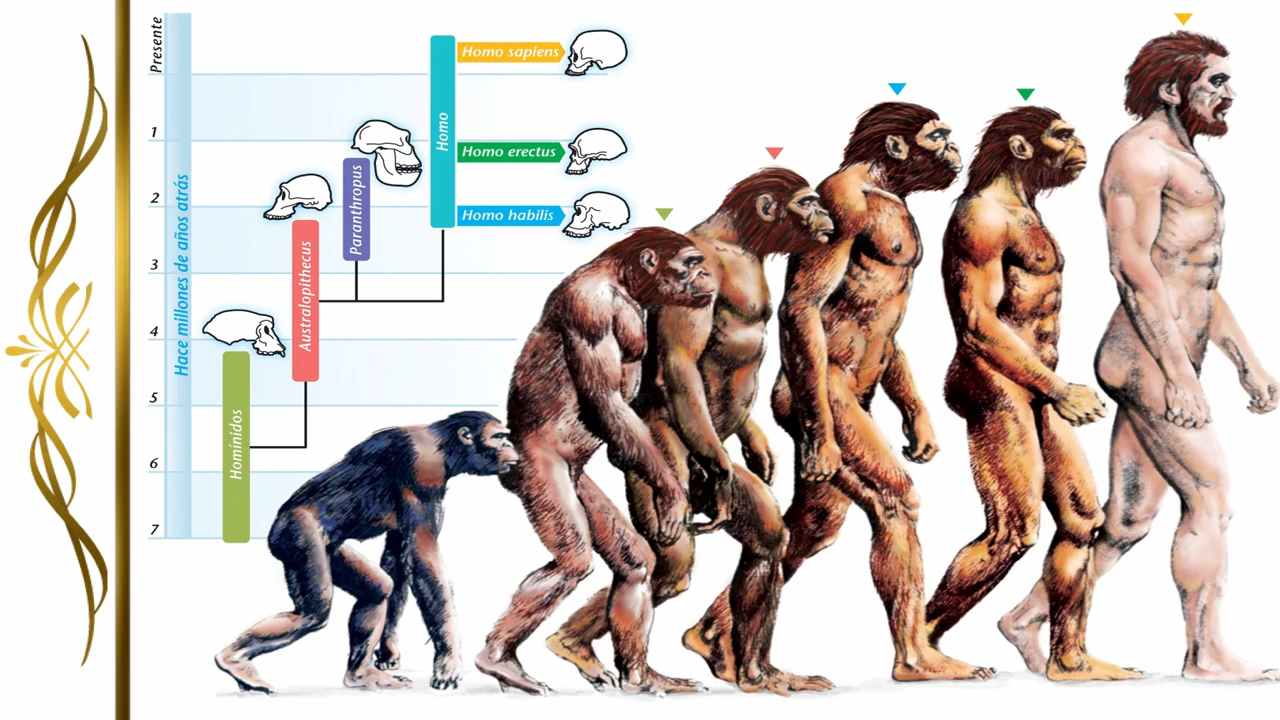 Presente
1
2
3
4
5
6
7
Hace millones de años atrás
Homínidos
Australopithecus
Paranthropus
Homo
Homo sapiens
Homo erectus
Homo habilis